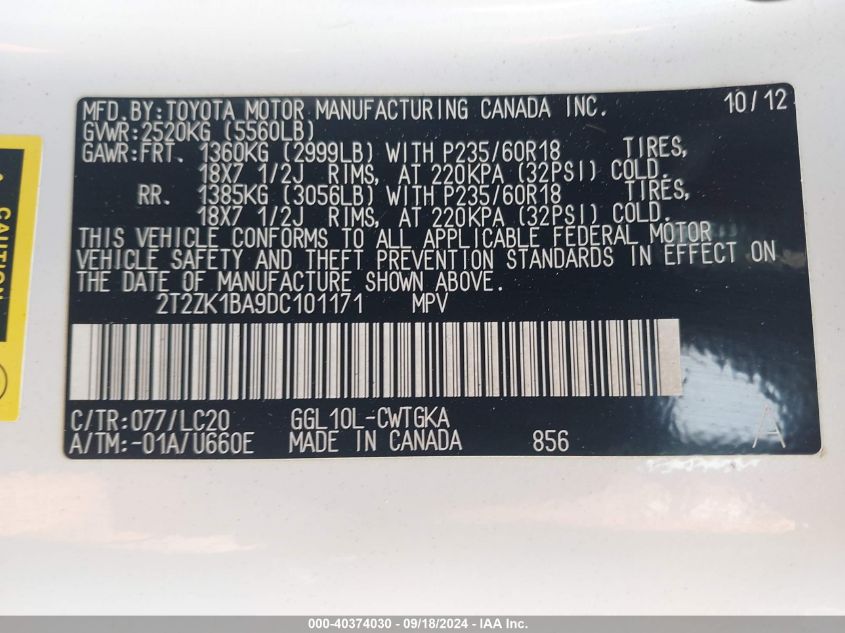 MFD.BY:TOYOTA MOTOR MANUFACTURING CANADA INC. 10/12
GVWR:2520KG (5560LB)
GAWR:FRT. 1360KG (2999LB) WITH P235/60R18 TIRES,
18X7 1/2J RIMS, AT 220KPA (32PSI) COLD.
RR. 1385KG (3056LB) WITH P235/60R18 TIRES,
18X7 1/2J RIMS, AT 220KPA (32PSI) COLD.
THIS VEHICLE CONFORMS TO ALL APPLICABLE FEDERAL MOTOR
VEHICLE SAFETY AND THEFT PREVENTION STANDARDS IN EFFECT ON
THE DATE OF MANUFACTURE SHOWN ABOVE.
2T2ZK1BA9DC101171 MPV
C/TR:077/LC20 GGL10L-CWTGKA
A/TM:-01A/U660E MADE IN CANADA 856 A
CAUTION
000-40374030 - 09/18/2024 - IAA, Inc.